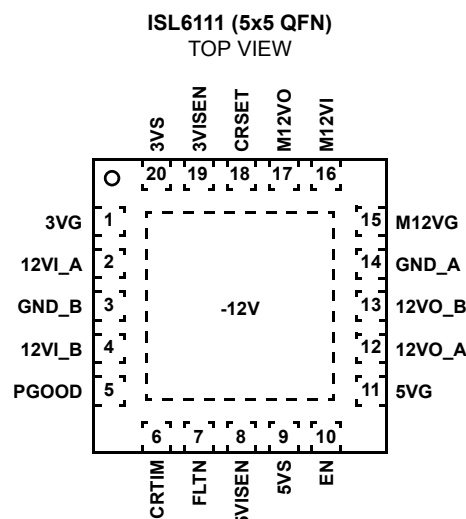 ISL6111 (5x5 QFN)
TOP VIEW
3VS
3VISEN
CRSET
M12VO
M12VI
20
19
18
17
16
3VG
1
15
M12VG
12VI_A
2
14
GND_A
GND_B
3
-12V
13
12VO_B
12VI_B
4
12
12VO_A
PGOOD
5
11
5VG
6
7
8
9
10
CRTIM
FLTN
5VISEN
5VS
EN